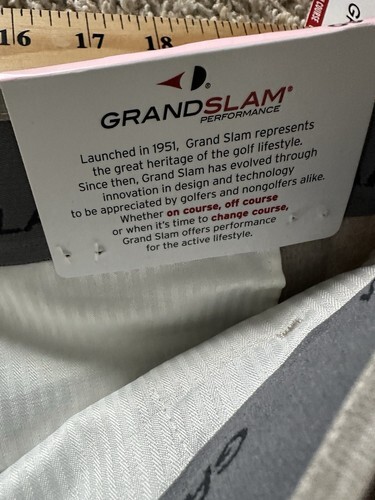 16 17 18
COURSE
GRANDSLAM®
PERFORMANCE
Launched in 1951, Grand Slam represents
the great heritage of the golf lifestyle.
Since then, Grand Slam has evolved through
innovation in design and technology
to be appreciated by golfers and nongolfers alike.
Whether on course, off course
or when it's time to change course,
Grand Slam offers performance
for the active lifestyle.